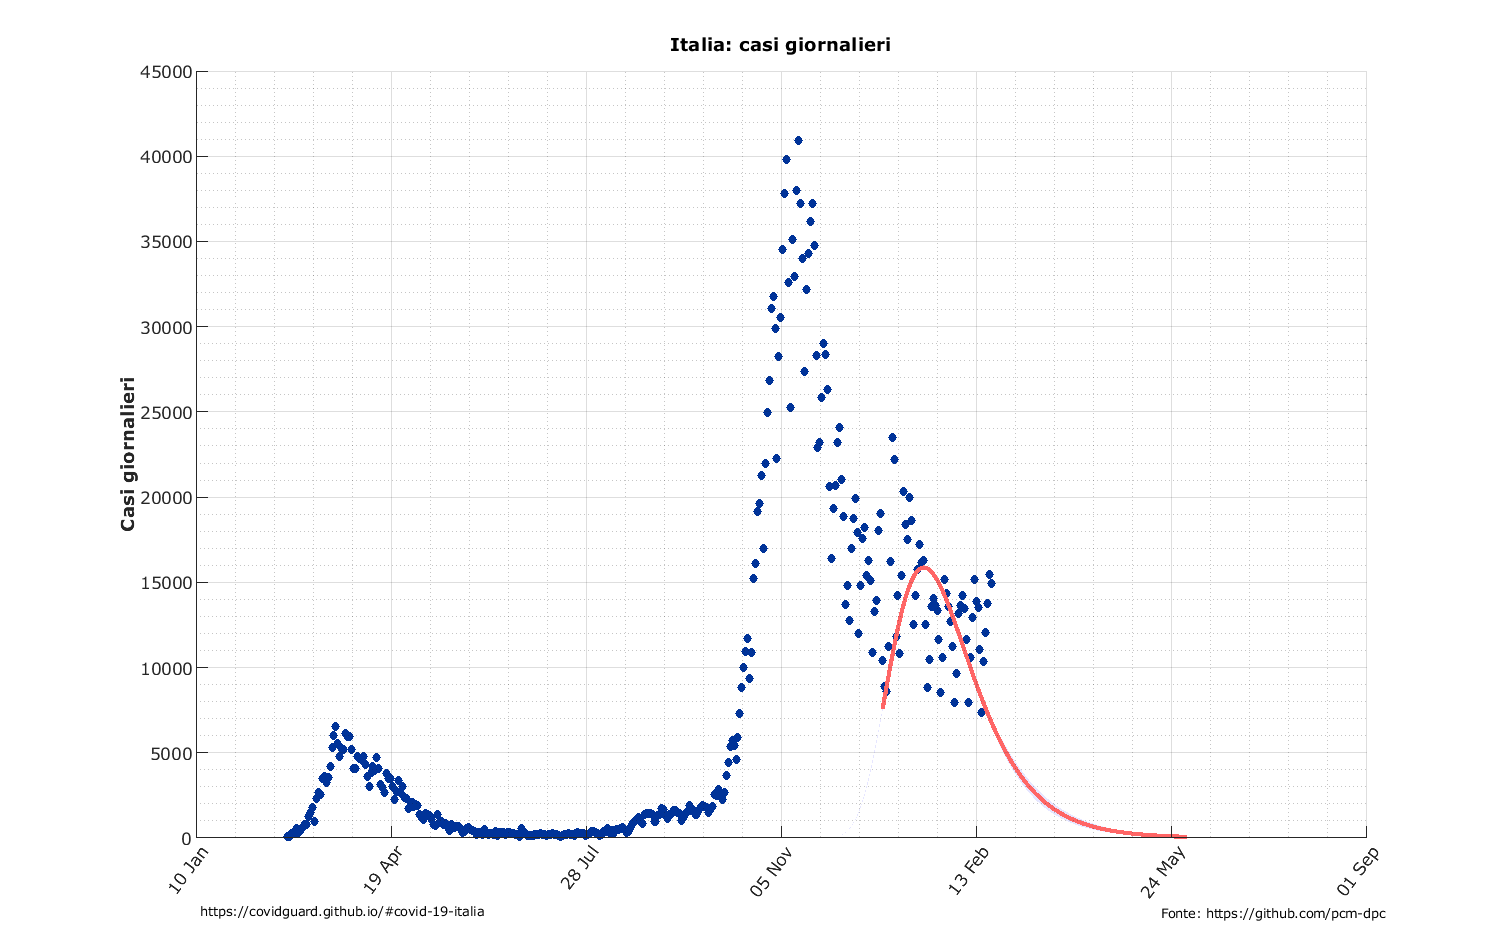 Italia: casi giornalieri
45000
40000
35000
30000
25000
20000
15000
10000
5000
0
Casi giornalieri
10 Jan
19 Apr
28 Jul
05 Nov
13 Feb
24 May
01 Sep
https://covidguard.github.io/#covid-19-italia
Fonte: https://github.com/pcm-dpc